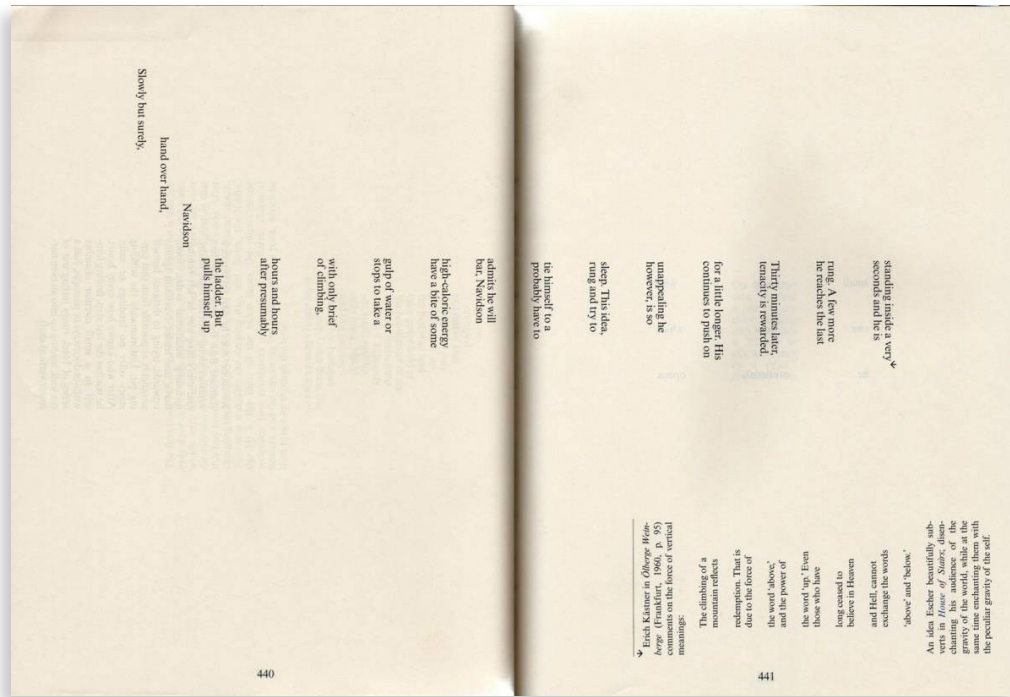 Slowly but surely,
hand over hand,
Navidson
pulls himself up
the ladder. But
after presumably
hours and hours
of climbing,
with only brief
stops to take a
gulp of water or
have a bite of some
high-caloric energy
bar, Navidson
admits he will
440
probably have to
tie himself to a
rung and try to
sleep. This idea,
however, is so
unappealing he
continues to push on
for a little longer. His
tenacity is rewarded.
Thirty minutes later,
he reaches the last
rung. A few more
seconds and he is
standing inside a very
Erich Kästner in Ölberge Wein-
berge (Frankfurt, 1960, p. 95)
comments on the force of vertical
meanings:
The climbing of a
mountain reflects
redemption. That is
due to the force of
the word 'above,'
and the power of
the word 'up.' Even
those who have
long ceased to
believe in Heaven
and Hell, cannot
exchange the words
'above' and 'below.'
An idea Escher beautifully sub-
verts in House of Stairs; disen-
chanting his audience of the
gravity of the world, while at the
same time enchanting them with
the peculiar gravity of the self.
441